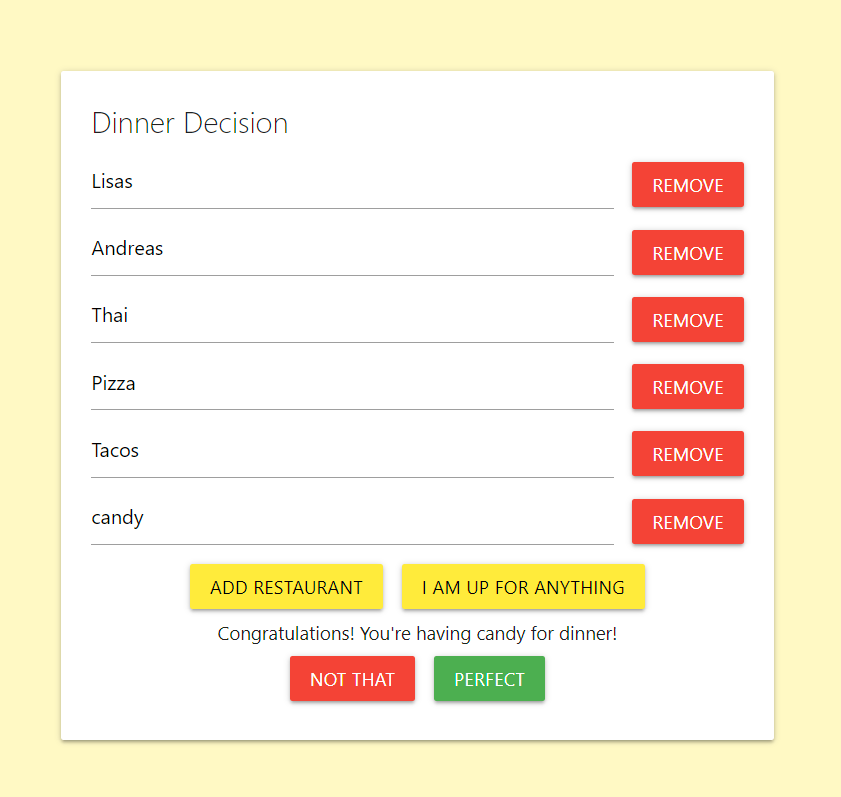 Dinner Decision
Lisas REMOVE
Andreas REMOVE
Thai REMOVE
Pizza REMOVE
Tacos REMOVE
candy REMOVE
ADD RESTAURANT I AM UP FOR ANYTHING
Congratulations! You're having candy for dinner!
NOT THAT PERFECT